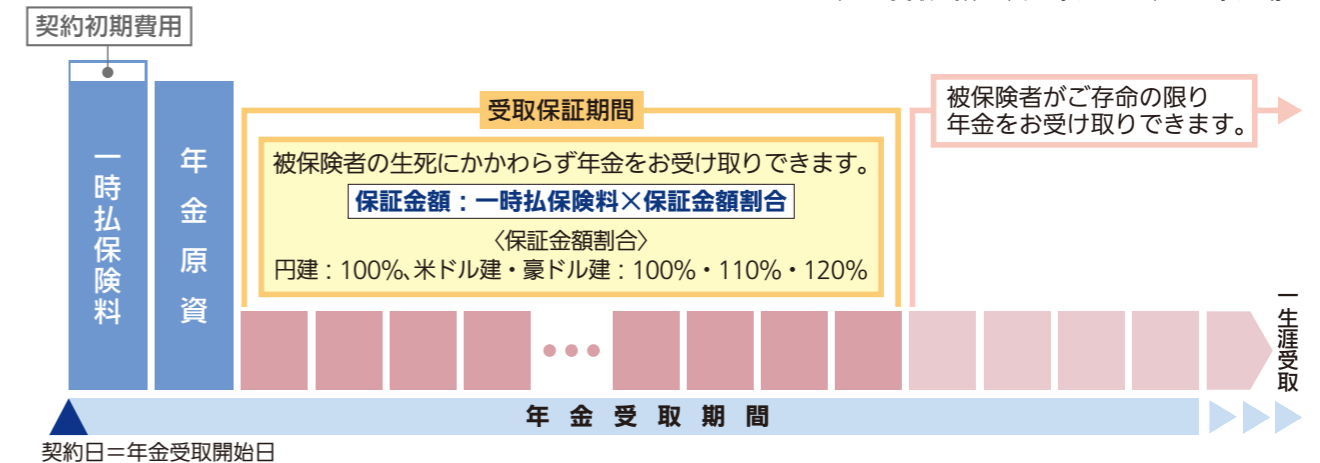 契約初期費用
一時払保険料
年金原資
受取保証期間
被保険者の生死にかかわらず年金をお受け取りできます。
保証金額：一時払保険料×保証金額割合
〈保証金額割合〉
円建：100％、米ドル建・豪ドル建：100％・110％・120％
被保険者がご存命の限り
年金をお受け取りできます。
一生涯受取
年金受取期間
契約日＝年金受取開始日